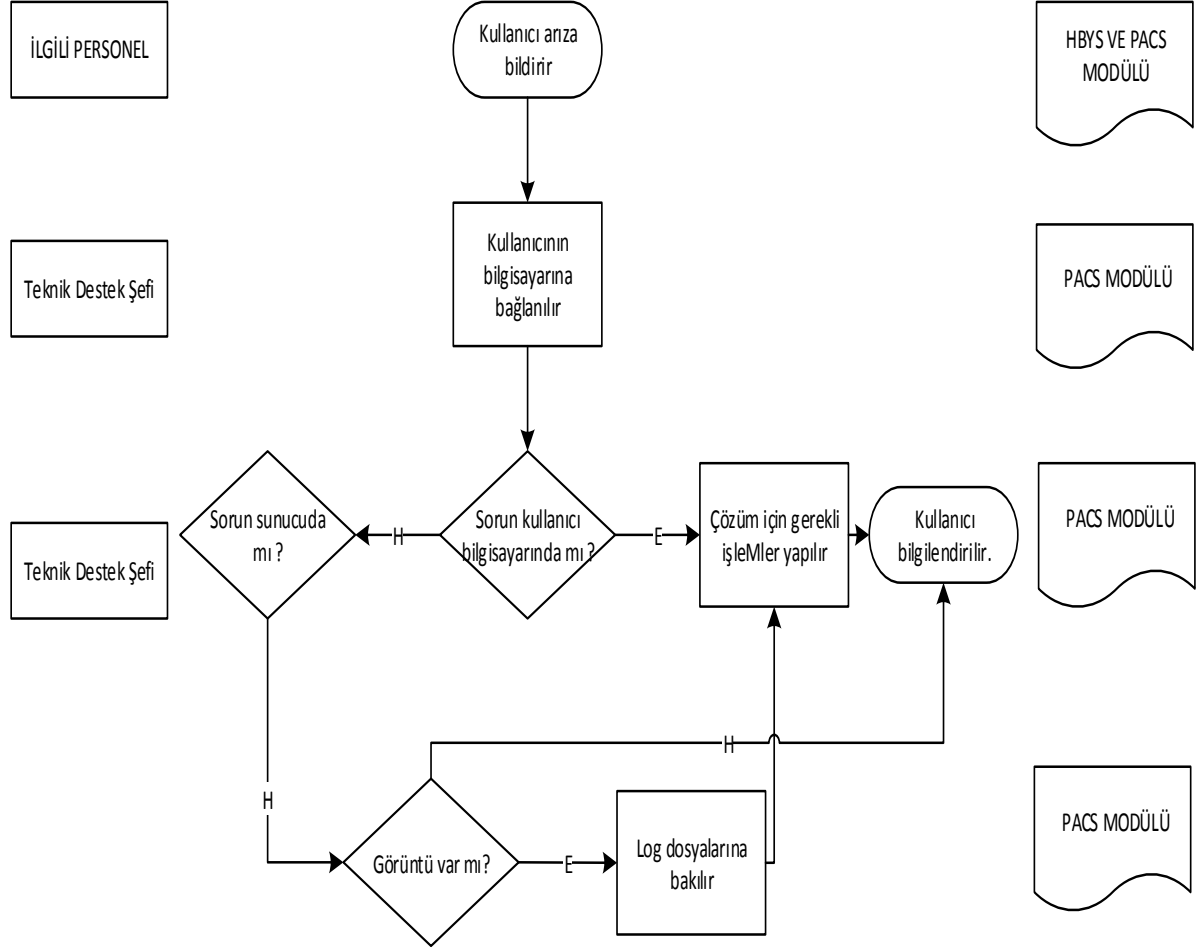 İLGİLİ PERSONEL
Kullanıcı arıza
bildirir
HBYS VE PACS
MODÜLÜ
Teknik Destek Şefi
Kullanıcının
bilgisayarına
bağlanılır
PACS MODÜLÜ
Teknik Destek Şefi
Sorun sunucuda
mı ?
H
Sorun kullanıcı
bilgisayarında mı ?
E
Çözüm için gerekli
işleMler yapılır
Kullanıcı
bilgilendirilir.
PACS MODÜLÜ
H
H
Görüntü var mı?
E
Log dosyalarına
bakılır
PACS MODÜLÜ